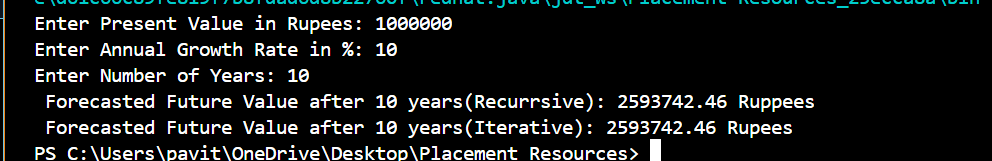 Enter Present Value in Rupees: 1000000
Enter Annual Growth Rate in %: 10
Enter Number of Years: 10
 Forecasted Future Value after 10 years(Recurrsive): 2593742.46 Ruppees
 Forecasted Future Value after 10 years(Iterative): 2593742.46 Rupees
PS C:\Users\pavit\OneDrive\Desktop\Placement Resources>